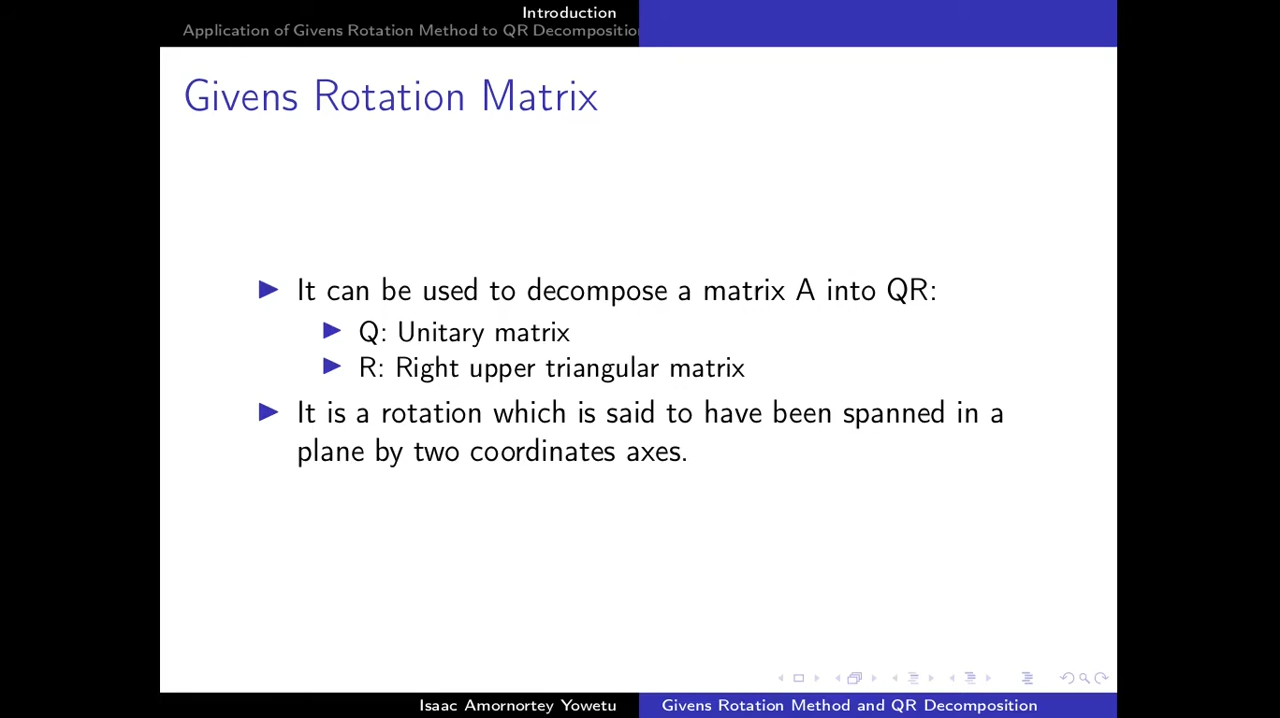 Introduction
Application of Givens Rotation Method to QR Decomposition
Givens Rotation Matrix
It can be used to decompose a matrix A into QR:
Q: Unitary matrix
R: Right upper triangular matrix
It is a rotation which is said to have been spanned in a
plane by two coordinates axes.
Isaac Amornortey Yowetu
Givens Rotation Method and QR Decomposition